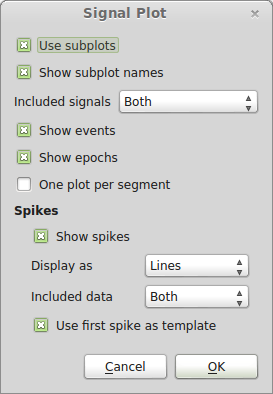 Signal Plot
Use subplots
Show subplot names
Included signals Both
Show events
Show epochs
One plot per segment
Spikes
Show spikes
Display as Lines
Included data Both
Use first spike as template
Cancel OK